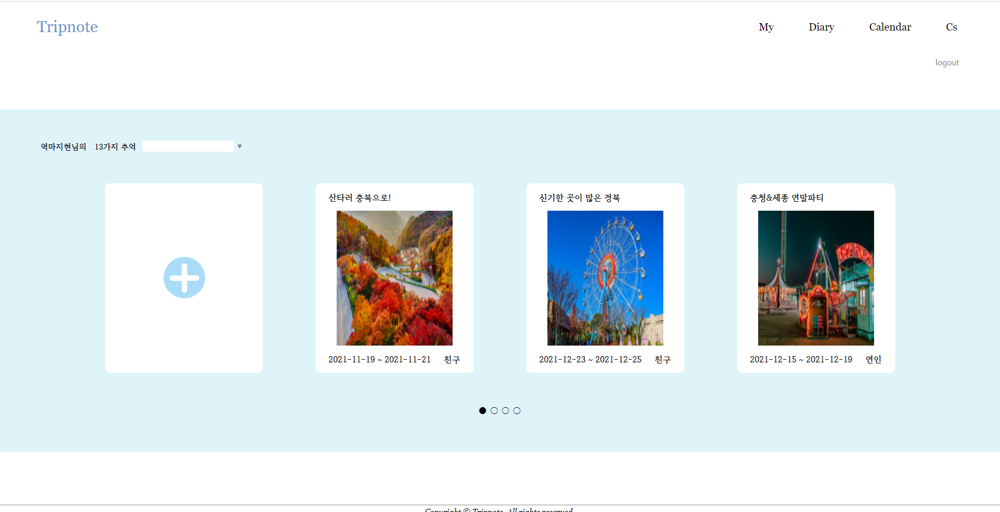 Tripnote
My Diary Calendar Cs
logout
역마지현님의 13가지 추억 ♥
산타러 충북으로!
신기한 곳이 많은 경북
충청&세종 연말파티
2021-11-19 ~ 2021-11-21 친구
2021-12-23 ~ 2021-12-25 친구
2021-12-15 ~ 2021-12-19 연인
Copyright © Tripnote. All rights reserved.